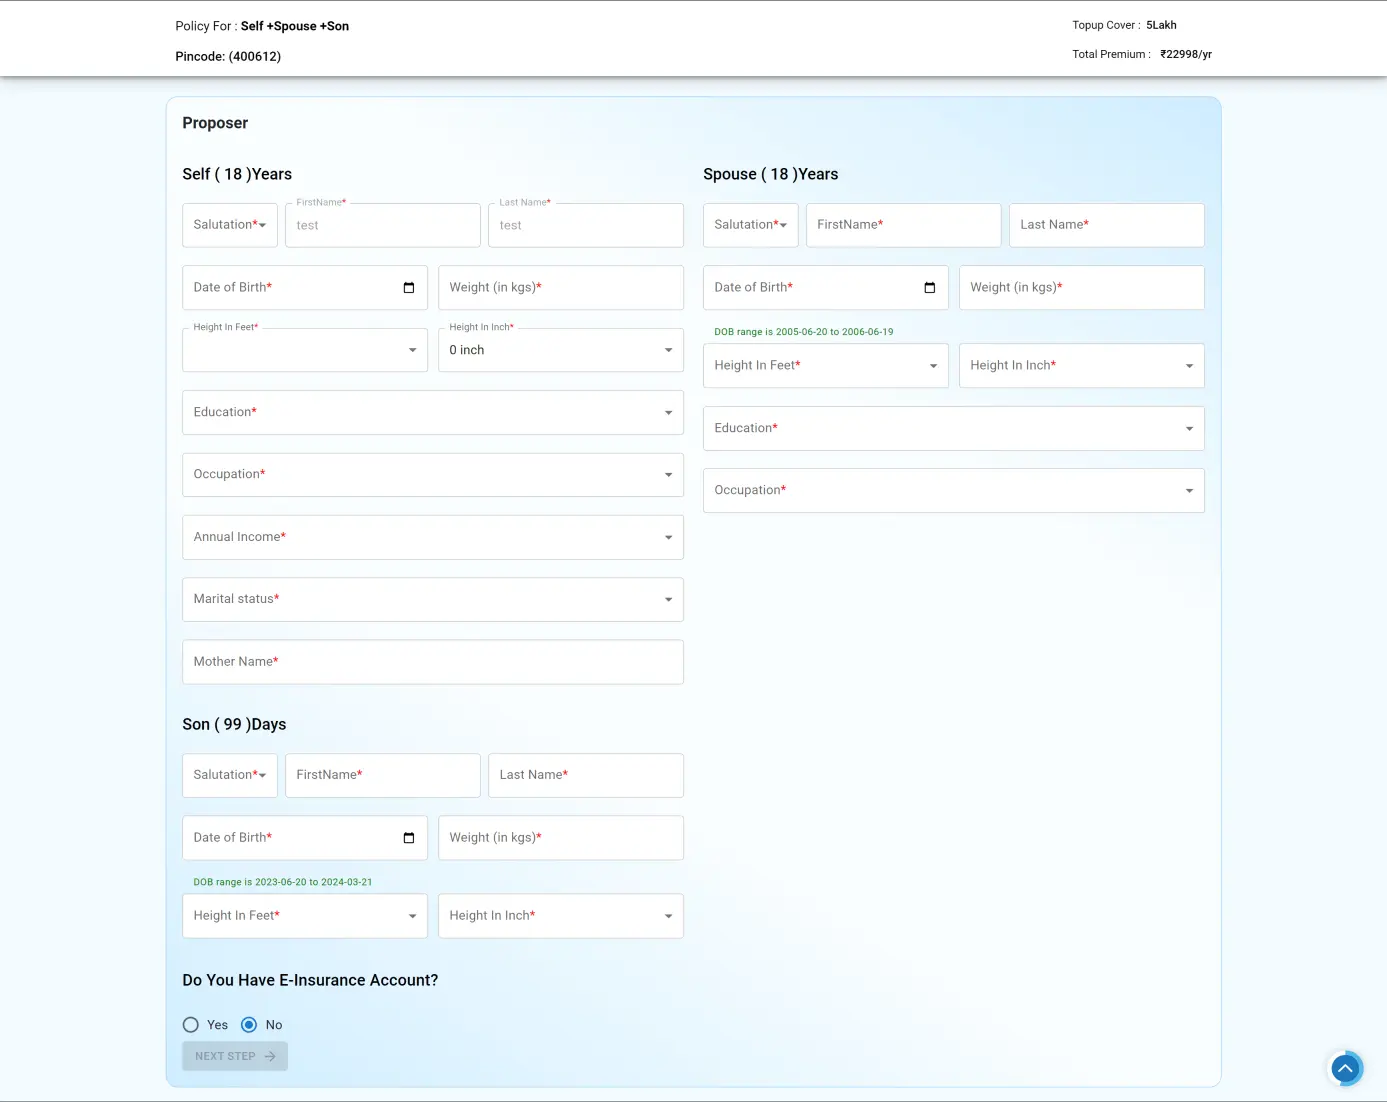 Policy For : Self +Spouse +Son
Pincode: (400612)
Topup Cover : 5Lakh
Total Premium : ₹22998/yr
Proposer
Self ( 18 )Years
Salutation*
FirstName*
test
Last Name*
test
Date of Birth*
Weight (in kgs)*
Height In Feet*
Height In Inch*
0 inch
Education*
Occupation*
Annual Income*
Marital status*
Mother Name*
Spouse ( 18 )Years
Salutation*
FirstName*
Last Name*
Date of Birth*
Weight (in kgs)*
DOB range is 2005-06-20 to 2006-06-19
Height In Feet*
Height In Inch*
Education*
Occupation*
Son ( 99 )Days
Salutation*
FirstName*
Last Name*
Date of Birth*
Weight (in kgs)*
DOB range is 2023-06-20 to 2024-03-21
Height In Feet*
Height In Inch*
Do You Have E-Insurance Account?
Yes
No
NEXT STEP